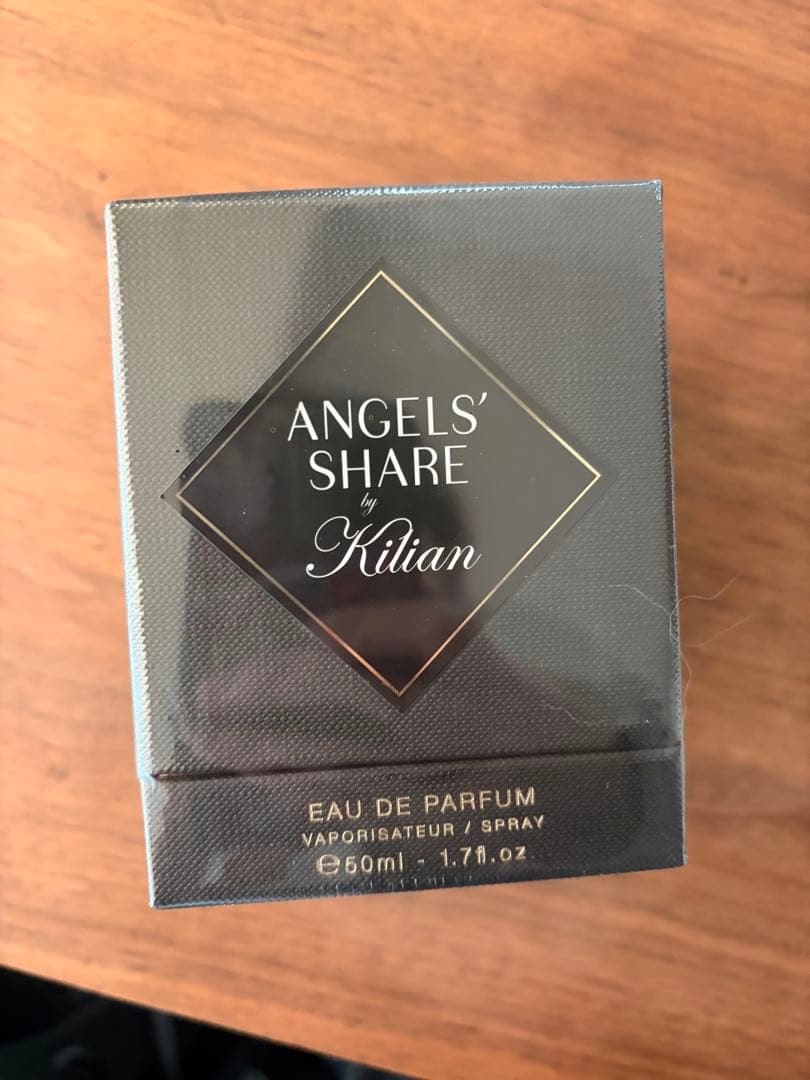 ANGELS'
SHARE
by
Kilian
EAU DE PARFUM
VAPORISATEUR / SPRAY
℮50ml - 1.7fl.oz